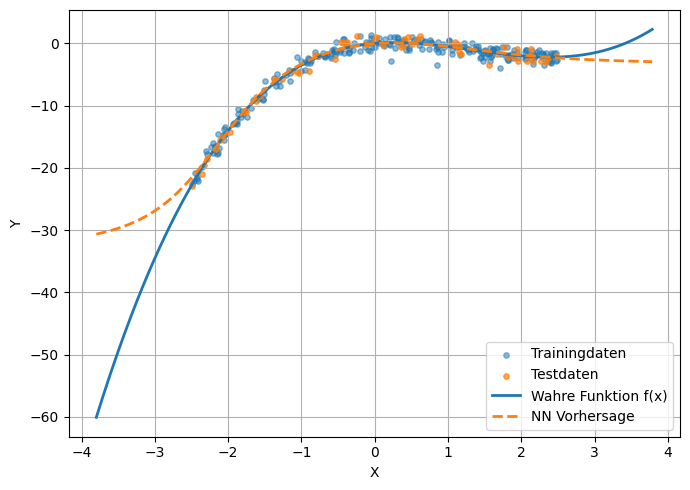 0
−10
−20
−30
−40
−50
−60
Y
−4
−3
−2
−1
0
1
2
3
4
X
Trainingdaten
Testdaten
Wahre Funktion f(x)
NN Vorhersage